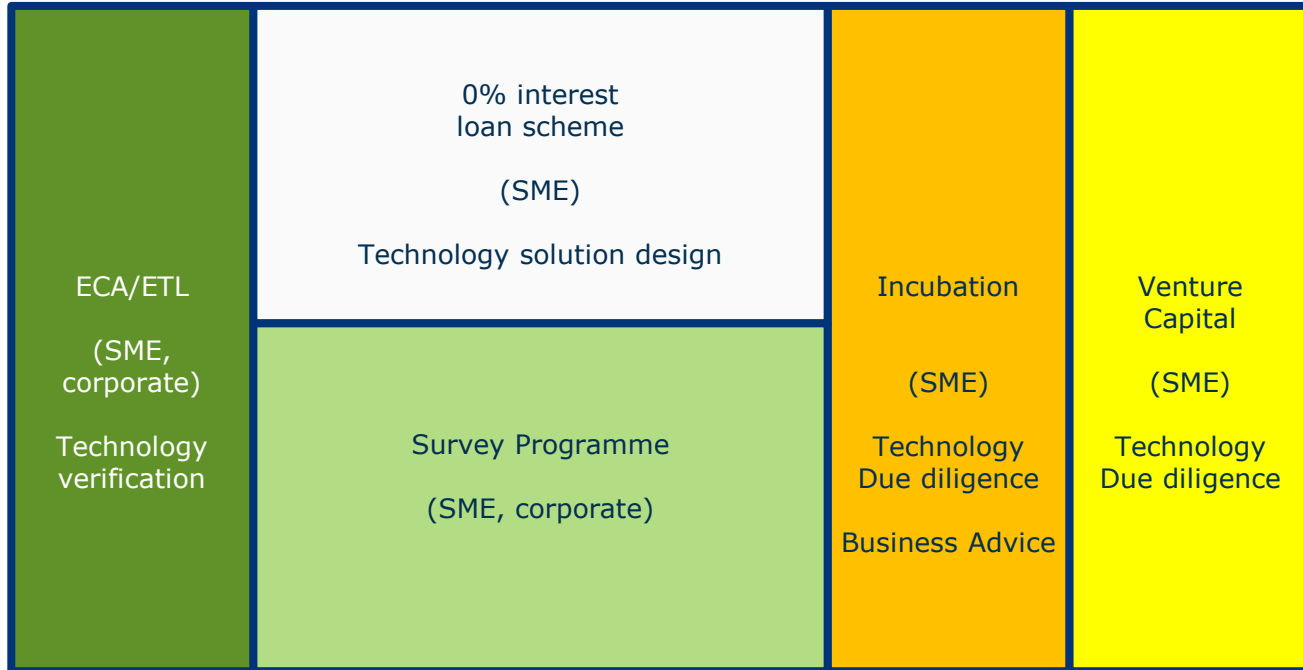 ECA/ETL
(SME,
corporate)
Technology
verification
0% interest
loan scheme
(SME)
Technology solution design
Survey Programme
(SME, corporate)
Incubation
(SME)
Technology
Due diligence
Business Advice
Venture
Capital
(SME)
Technology
Due diligence